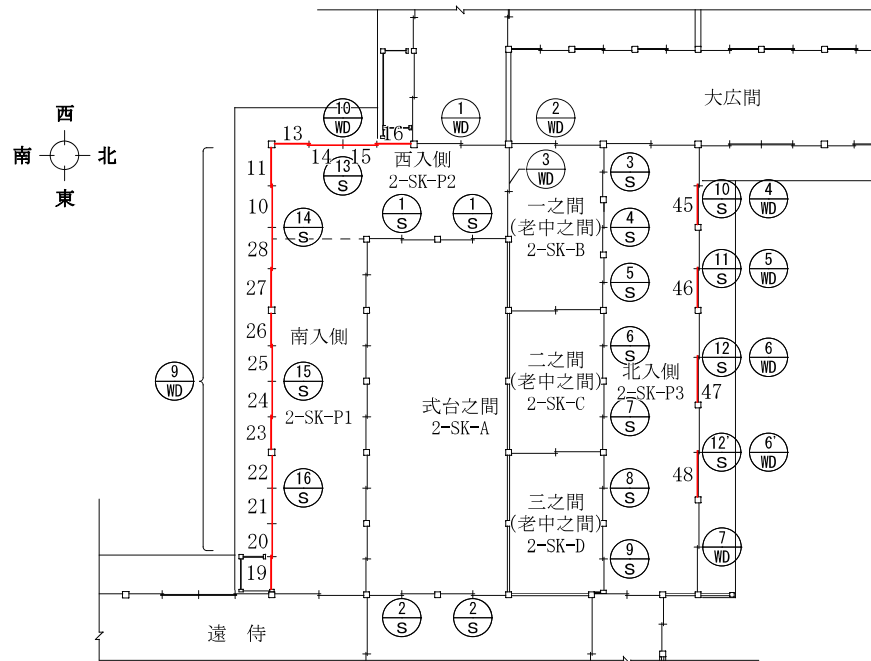 大広間
西
南
北
東
10
WD
1
WD
2
WD
13
16
14
15
13
S
西入側
2-SK-P2
3
WD
3
S
11
10
14
S
1
S
1
S
一之間
(老中之間)
2-SK-B
4
S
45
10
S
4
WD
28
27
5
S
46
11
S
5
WD
26
25
24
23
南入側
15
S
2-SK-P1
9
WD
式台之間
2-SK-A
二之間
(老中之間)
2-SK-C
6
S
北入側
2-SK-P3
7
S
47
12
S
6
WD
22
21
20
19
16
S
三之間
(老中之間)
2-SK-D
8
S
9
S
48
12'
S
6'
WD
7
WD
遠 侍
2
S
2
S